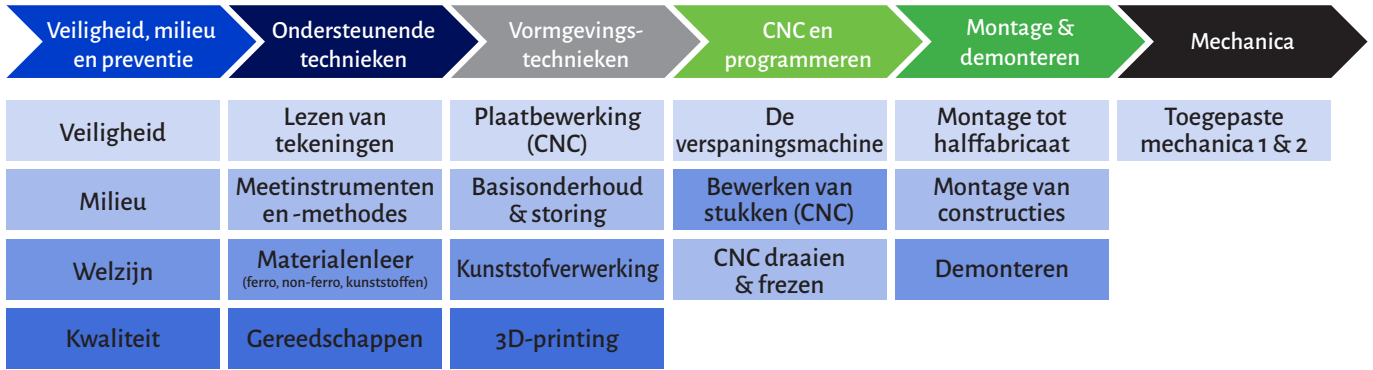 Veiligheid, milieu
en preventie
Ondersteunende
technieken
Vormgevings-
technieken
CNC en
programmeren
Montage &
demonteren
Mechanica
Veiligheid
Lezen van
tekeningen
Plaatbewerking
(CNC)
De
verspaningsmachine
Montage tot
halffabricaat
Toegepaste
mechanica 1 & 2
Milieu
Meetinstrumenten
en -methodes
Basisonderhoud
& storing
Bewerken van
stukken (CNC)
Montage van
constructies
Welzijn
Materialenleer
(ferro, non-ferro, kunststoffen)
Kunststofverwerking
CNC draaien
& frezen
Demonteren
Kwaliteit
Gereedschappen
3D-printing